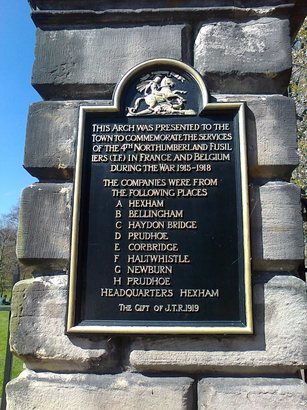 THIS ARCH WAS PRESENTED TO THE
TOWN TO COMMEMORATE THE SERVICES
OF THE 4TH NORTHUMBERLAND FUSIL
IERS (T.F.) IN FRANCE AND BELGIUM
DURING THE WAR 1915-1918
THE COMPANIES WERE FROM
THE FOLLOWING PLACES
A HEXHAM
B BELLINGHAM
C HAYDON BRIDGE
D PRUDHOE
E CORBRIDGE
F HALTWHISTLE
G NEWBURN
H PRUDHOE
HEADQUARTERS HEXHAM
THE GIFT OF J.T.R. 1919